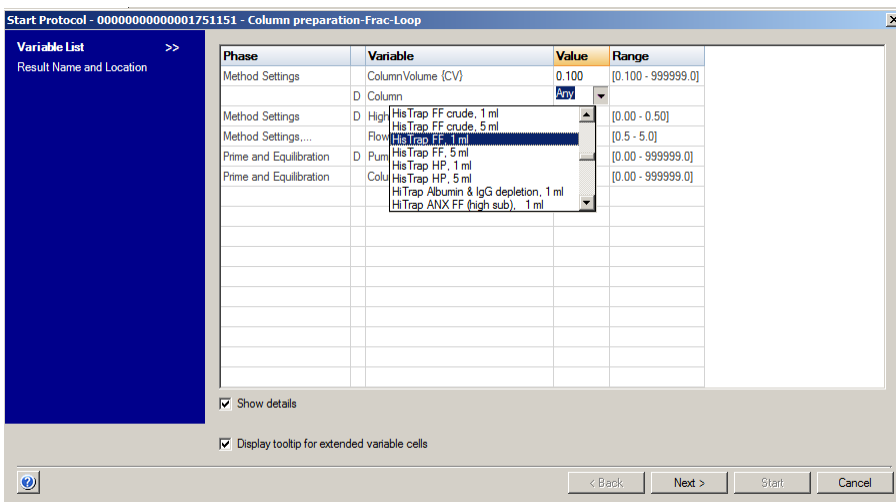 Start Protocol - 00000000000001751151 - Column preparation-Frac-Loop
Variable List >>
Result Name and Location
Phase Variable Value Range
Method Settings ColumnVolume {CV} 0.100 [0.100 - 999999.0]
D Column Any
Method Settings D High [0.00 - 0.50]
Method Settings,... Flow [0.5 - 5.0]
Prime and Equilibration D Pum [0.00 - 999999.0]
Prime and Equilibration Colu [0.00 - 999999.0]
HisTrap FF crude, 1 ml
HisTrap FF crude, 5 ml
HisTrap FF, 1 ml
HisTrap FF, 5 ml
HisTrap HP, 1 ml
HisTrap HP, 5 ml
HiTrap Albumin & IgG depletion, 1 ml
HiTrap ANX FF (high sub), 1 ml
Show details
Display tooltip for extended variable cells
< Back Next > Start Cancel